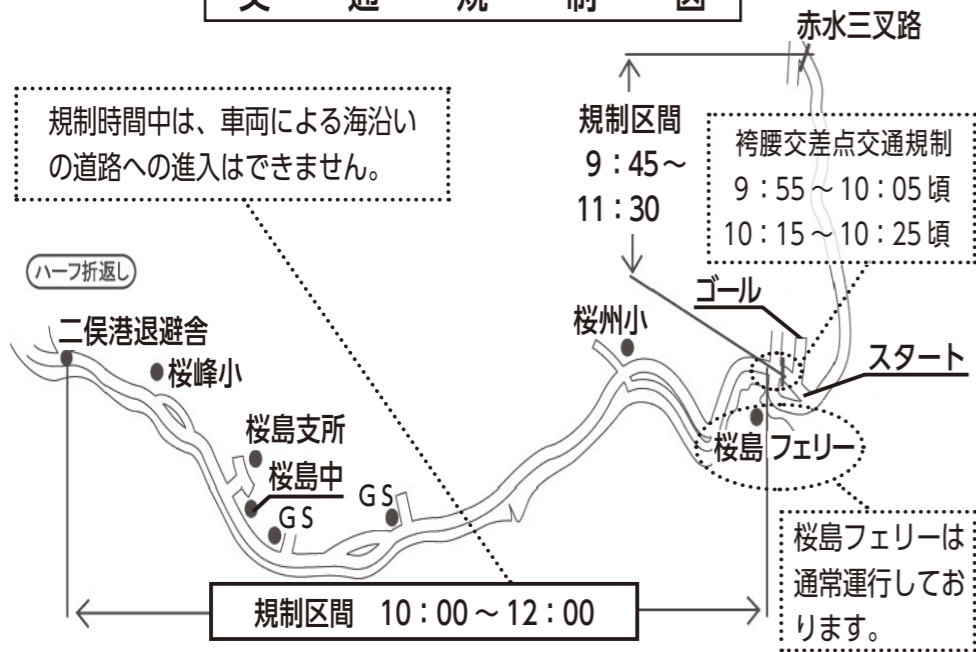 交通規制図
赤水三叉路
規制時間中は、車両による海沿い
の道路への進入はできません。
規制区間
9:45～
11:30
袴腰交差点交通規制
9:55～10:05頃
10:15～10:25頃
ハーフ折返し
ゴール
二俣港退避舎
桜州小
スタート
桜峰小
桜島支所
桜島 フェリー
桜島中
GS
GS
桜島フェリーは
通常運行してお
ります。
規制区間 10:00～12:00